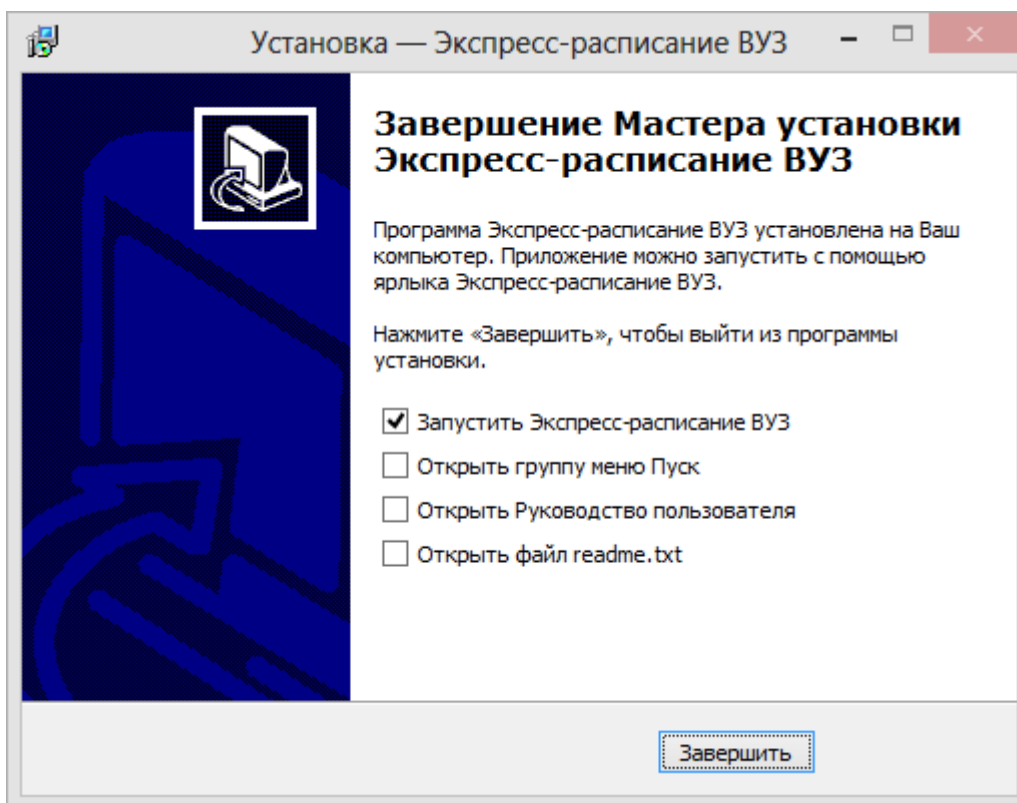 Установка — Экспресс-расписание ВУЗ
Завершение Мастера установки
Экспресс-расписание ВУЗ
Программа Экспресс-расписание ВУЗ установлена на Ваш
компьютер. Приложение можно запустить с помощью
ярлыка Экспресс-расписание ВУЗ.
Нажмите «Завершить», чтобы выйти из программы
установки.
Запустить Экспресс-расписание ВУЗ
Открыть группу меню Пуск
Открыть Руководство пользователя
Открыть файл readme.txt
Завершить